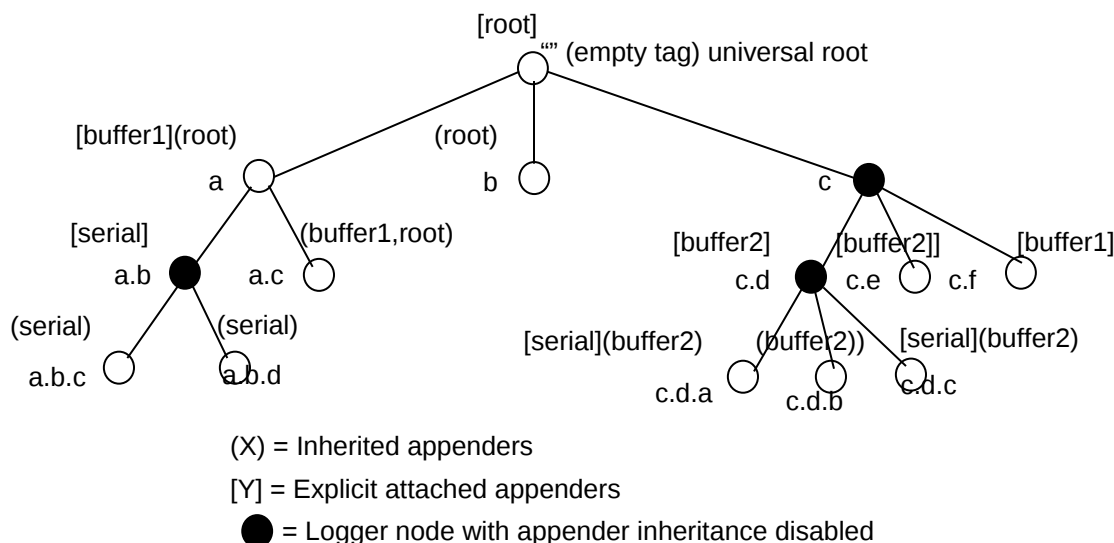 [root]
“” (empty tag) universal root
[buffer1](root)
(root)
a
b
c
[serial]
(buffer1,root)
[buffer2]
[buffer2]]
[buffer1]
a.b
a.c
c.d
c.e
c.f
(serial)
(serial)
[serial](buffer2)
(buffer2))
[serial](buffer2)
a.b.c
a.b.d
c.d.a
c.d.b
c.d.c
(X) = Inherited appenders
[Y] = Explicit attached appenders
= Logger node with appender inheritance disabled